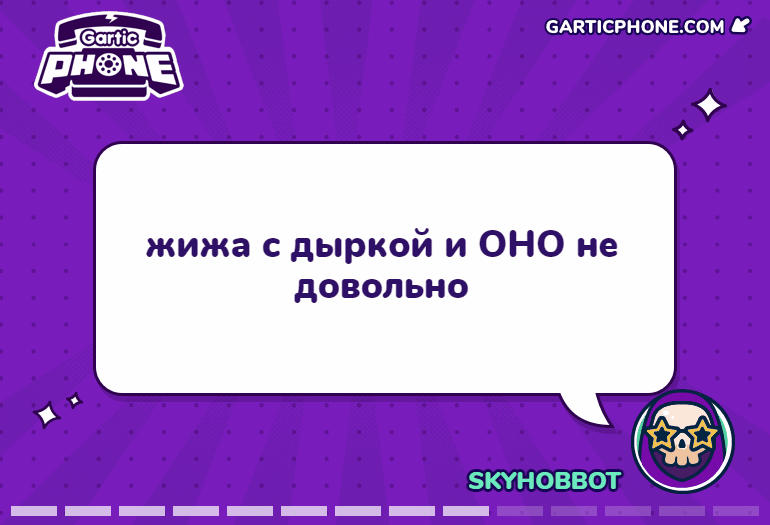 Gartic
PHONE
GARTICPHONE.COM
жижа с дыркой и ОНО не
довольно
SKYHOBBOT